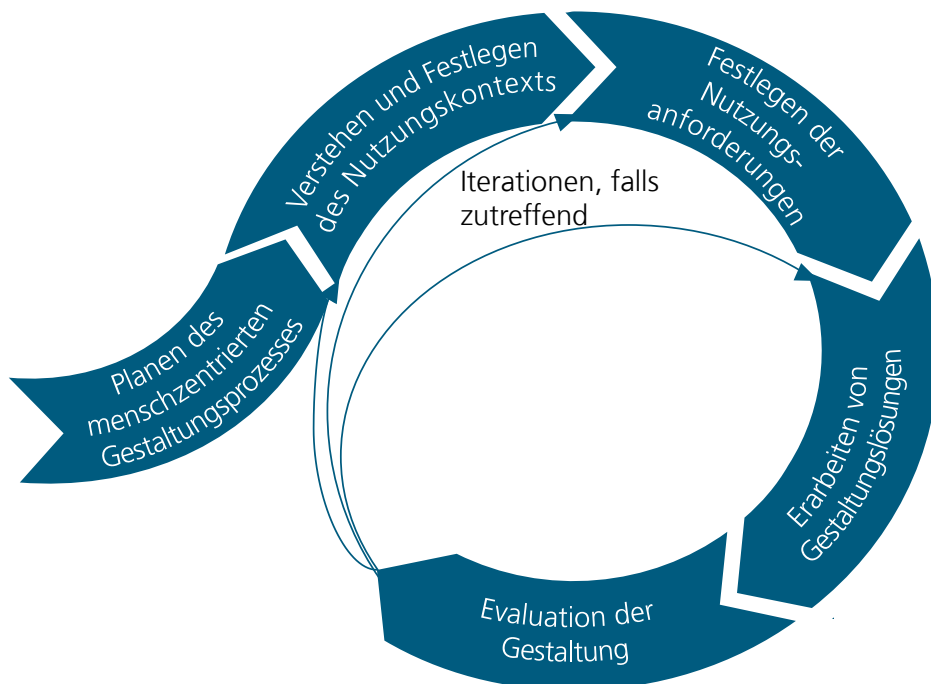 Planen des
menschzentrierten
Gestaltungsprozesses
Verstehen und Festlegen
des Nutzungskontexts
Festlegen der
Nutzungs-
anforderungen
Erarbeiten von
Gestaltungslösungen
Evaluation der
Gestaltung
Iterationen, falls
zutreffend